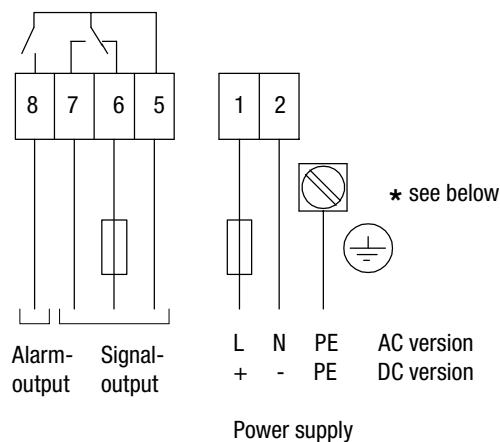 8 7 6 5 1 2
* see below
Alarm-
output
Signal-
output
L N PE AC version
+ - PE DC version
Power supply